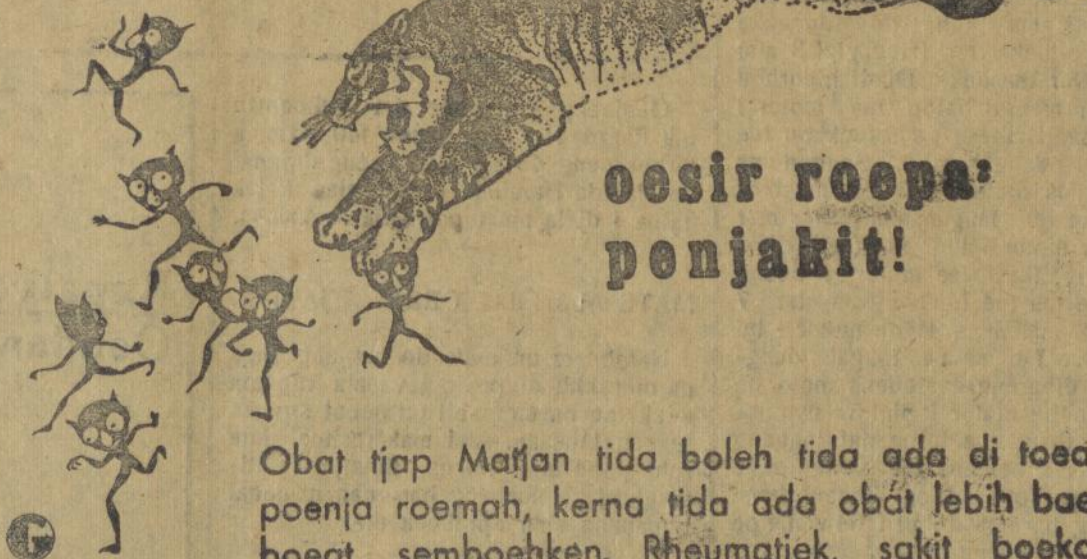 oesir roepa²
penjakit!
Obat tjap Matjan tida boleh tida ada di toea
poenja roemah, kerna tida ada obat lebih bae
boeat semboehken. Rheumatiek, sakit
G